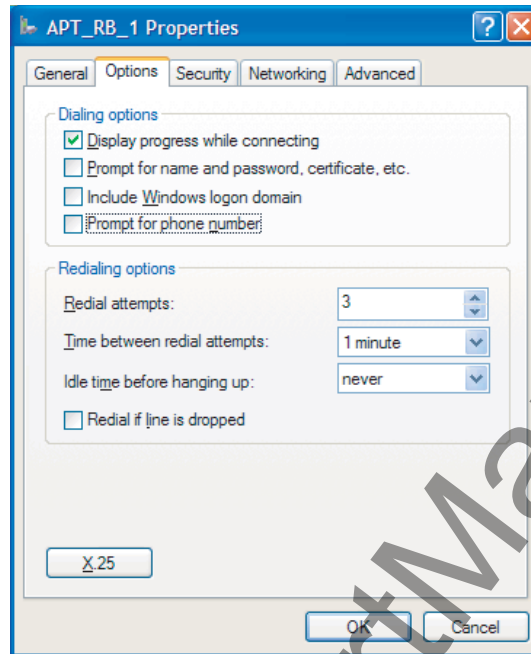 APT_RB_1 Properties
General Options Security Networking Advanced
Dialing options
Display progress while connecting
Prompt for name and password, certificate, etc.
Include Windows logon domain
Prompt for phone number
Redialing options
Redial attempts: 3
Time between redial attempts: 1 minute
Idle time before hanging up: never
Redial if line is dropped
X.25
OK Cancel